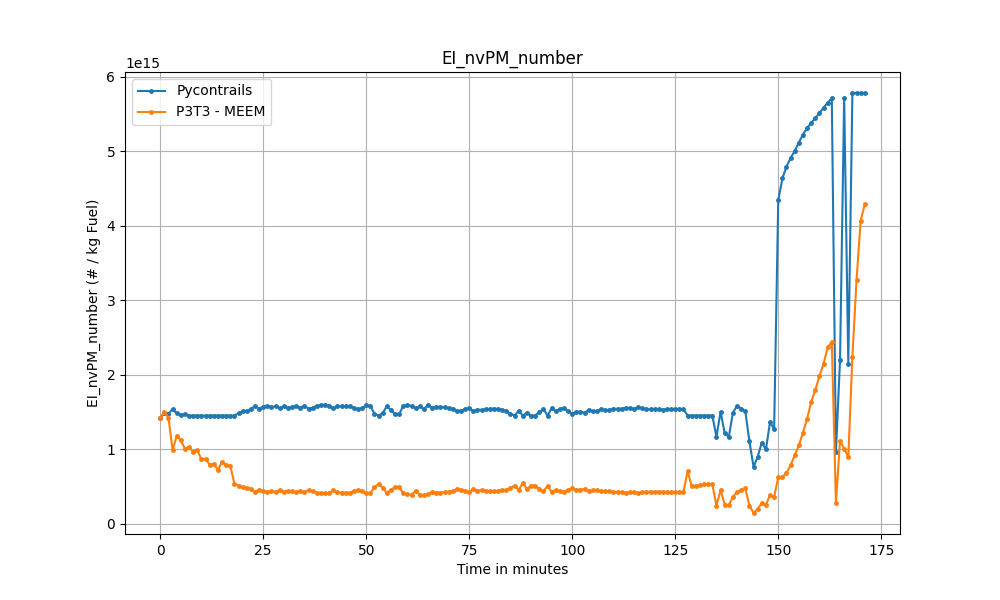 EI_nvPM_number
1e15
Pycontrails
P3T3 - MEEM
6
5
4
3
2
1
0
EI_nvPM_number (# / kg Fuel)
0 25 50 75 100 125 150 175
Time in minutes